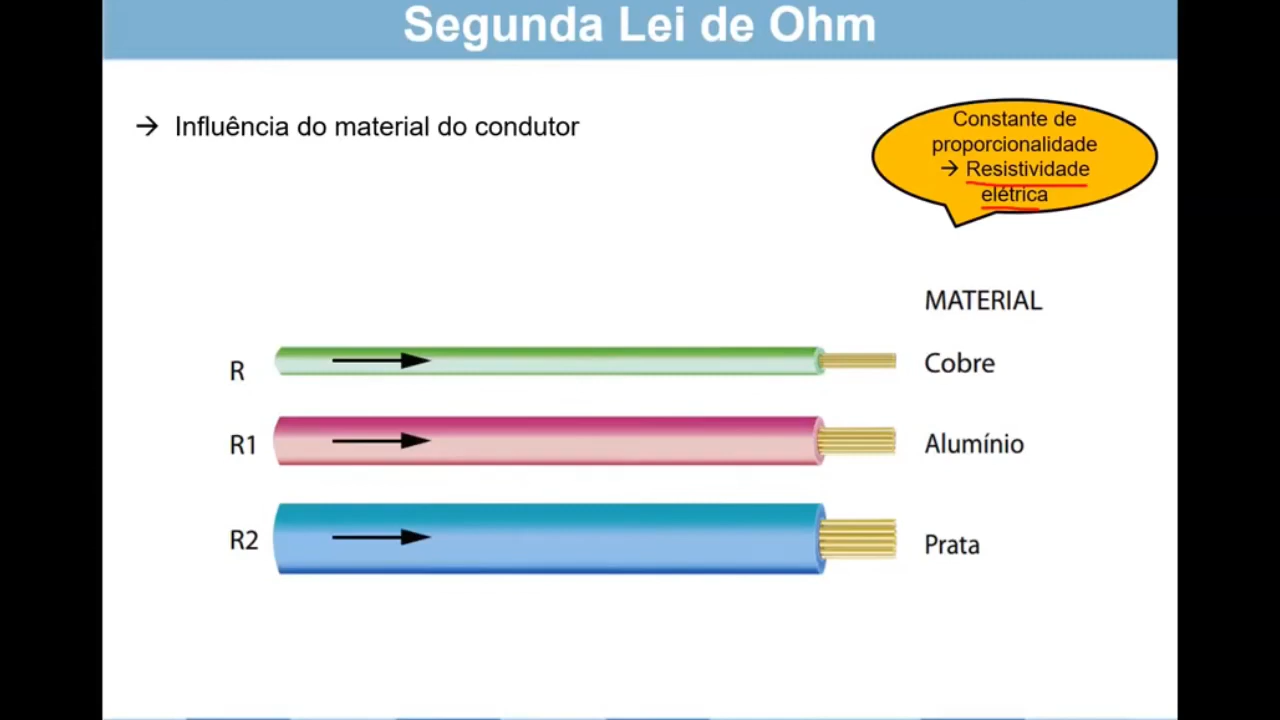 Segunda Lei de Ohm
→ Influência do material do condutor
Constante de
proporcionalidade
→ Resistividade
elétrica
MATERIAL
R
Cobre
R1
Alumínio
R2
Prata